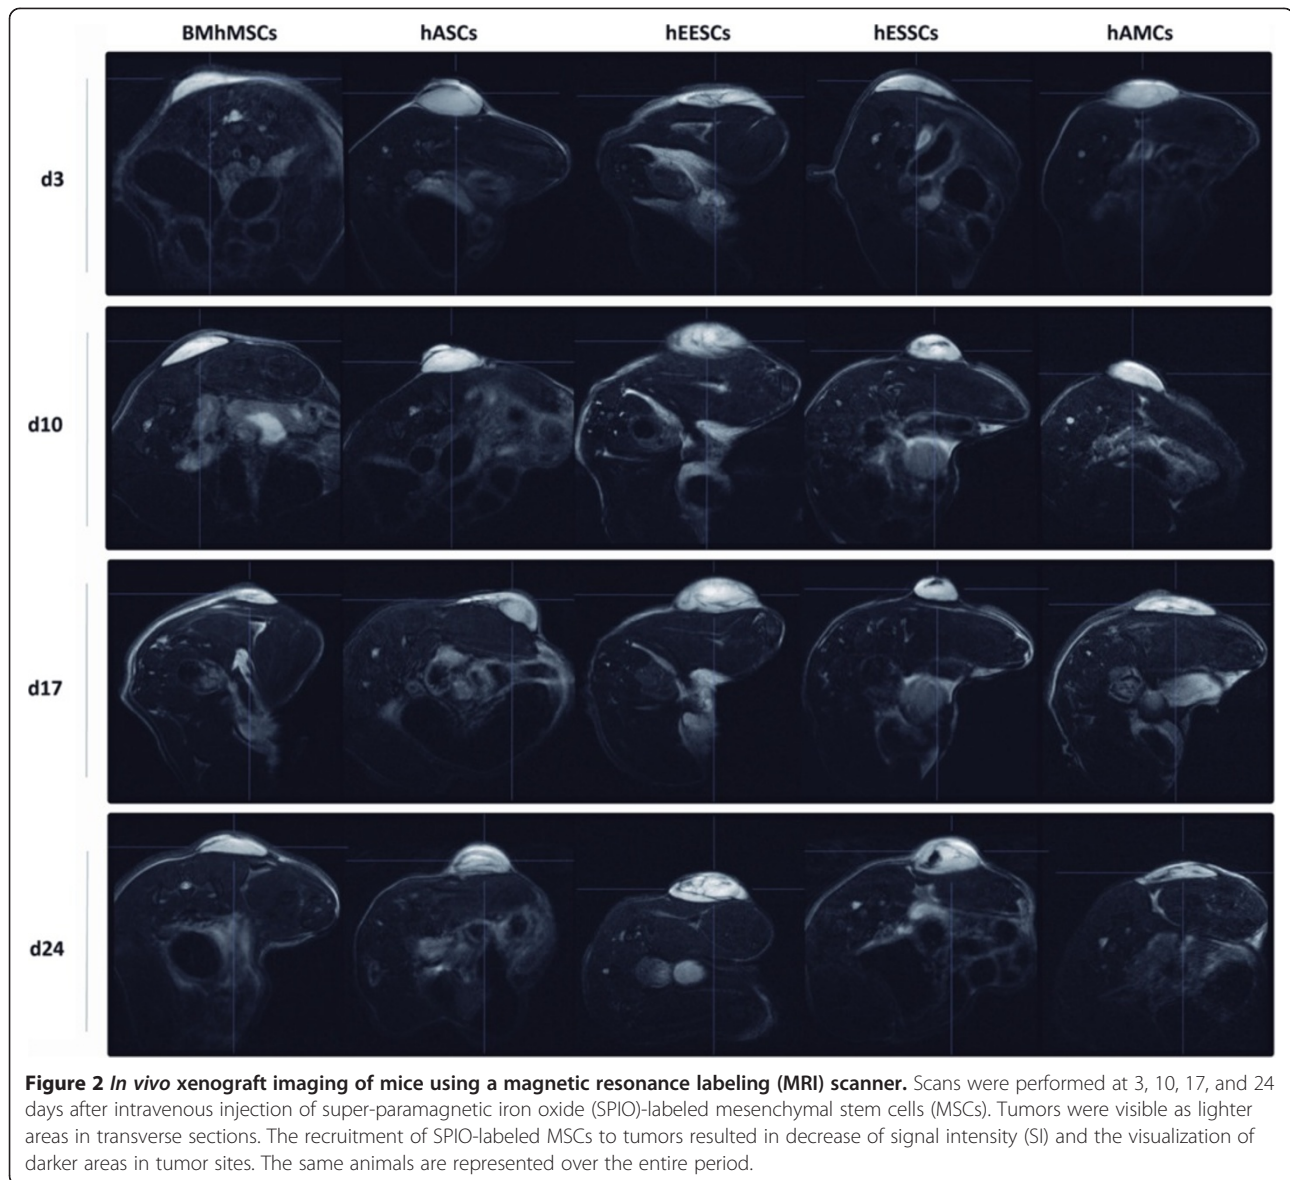 BMhMSCs hASCs hEESCs hESSCs hAMCs
d3
d10
d17
d24
Figure 2 In vivo xenograft imaging of mice using a magnetic resonance labeling (MRI) scanner. Scans were performed at 3, 10, 17, and 24
days after intravenous injection of super-paramagnetic iron oxide (SPIO)-labeled mesenchymal stem cells (MSCs). Tumors were visible as lighter
areas in transverse sections. The recruitment of SPIO-labeled MSCs to tumors resulted in decrease of signal intensity (SI) and the visualization of
darker areas in tumor sites. The same animals are represented over the entire period.